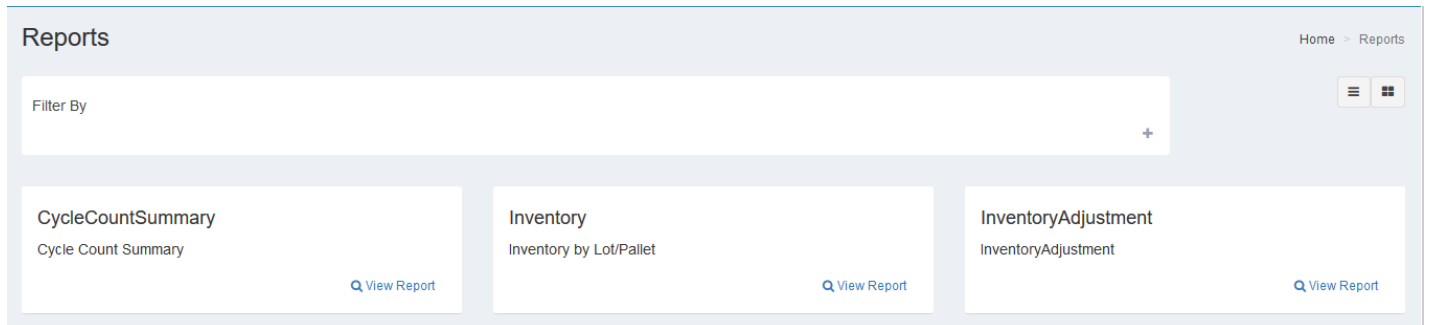 Reports
Home > Reports
Filter By
+
CycleCountSummary
Cycle Count Summary
View Report
Inventory
Inventory by Lot/Pallet
View Report
InventoryAdjustment
InventoryAdjustment
View Report